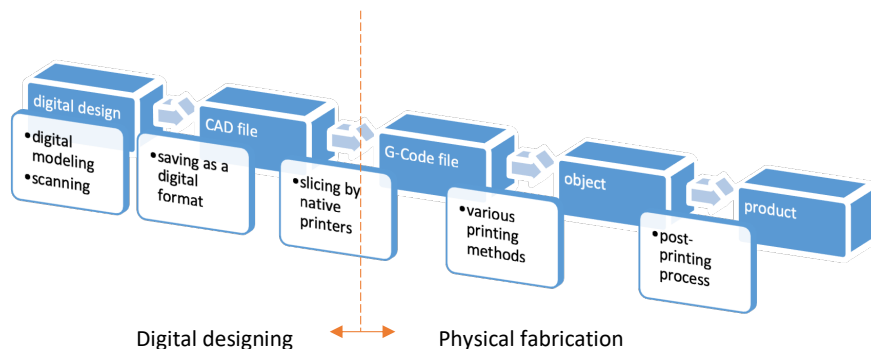 digital design
•digital
modeling
•scanning
CAD file
•saving as a
digital
format
•slicing by
native
printers
G-Code file
•various
printing
methods
object
•post-
printing
process
product
Digital designing
Physical fabrication